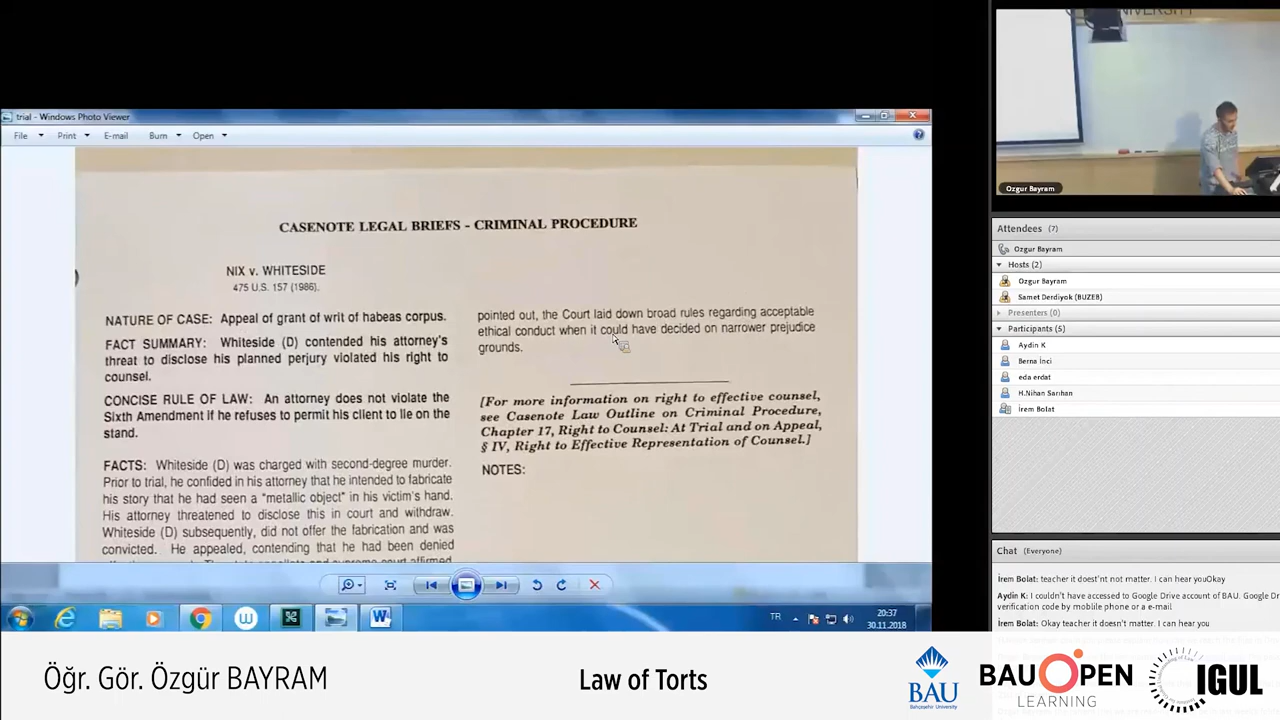 UNIVERSITY
trial - Windows Photo Viewer
File Print E-mail Burn Open
CASENOTE LEGAL BRIEFS - CRIMINAL PROCEDURE
NIX v. WHITESIDE
475 U.S. 157 (1986).
NATURE OF CASE: Appeal of grant of writ of habeas corpus.
FACT SUMMARY: Whiteside (D) contended his attorney's
threat to disclose his planned perjury violated his right to
counsel.
CONCISE RULE OF LAW: An attorney does not violate the
Sixth Amendment if he refuses to permit his client to lie on the
stand.
FACTS: Whiteside (D) was charged with second-degree murder.
Prior to trial, he confided in his attorney that he intended to fabricate
his story that he had seen a "metallic object" in his victim's hand.
His attorney threatened to disclose this in court and withdraw.
Whiteside (D) subsequently, did not offer the fabrication and was
convicted. He appealed, contending that he had been denied
pointed out, the Court laid down broad rules regarding acceptable
ethical conduct when it could have decided on narrower prejudice
grounds.
[For more information on right to effective counsel,
see Casenote Law Outline on Criminal Procedure,
Chapter 17, Right to Counsel: At Trial and on Appeal,
§ IV, Right to Effective Representation of Counsel.]
NOTES:
TR
20:37
30.11.2018
Ozgur Bayram
Attendees (7)
Ozgur Bayram
Hosts (2)
Ozgur Bayram
Samet Derdiyok (BUZEB)
Presenters (0)
Participants (5)
Aydin K
Berna İnci
eda erdat
H.Nihan Sarıhan
İrem Bolat
Chat (Everyone)
İrem Bolat: teacher it does'nt not matter. I can hear youOkay
Aydin K: I couldn't have accessed to Google Drive account of BAU. Google Dr
verification code by moblile phone or a e-mail
İrem Bolat: Okay teacher it doesn't matter. I can hear you
Öğr. Gör. Özgür BAYRAM
Law of Torts
BAU
Bahçeşehir University
BAU OPEN
LEARNING
IGUL